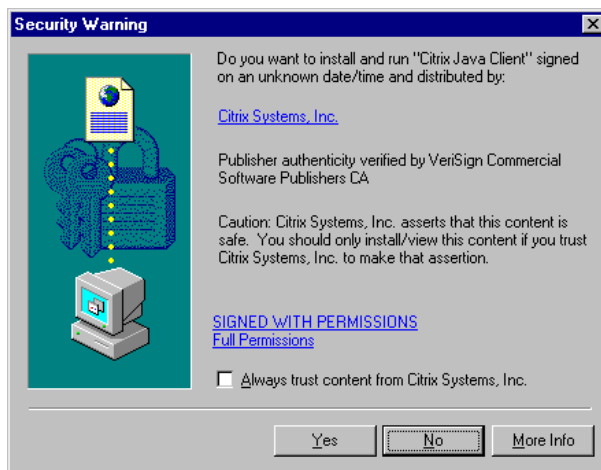 Security Warning
Do you want to install and run "Citrix Java Client" signed
on an unknown date/time and distributed by:
Citrix Systems, Inc.
Publisher authenticity verified by VeriSign Commercial
Software Publishers CA
Caution: Citrix Systems, Inc. asserts that this content is
safe. You should only install/view this content if you trust
Citrix Systems, Inc. to make that assertion.
SIGNED WITH PERMISSIONS
Full Permissions
Always trust content from Citrix Systems, Inc.
Yes
No
More Info